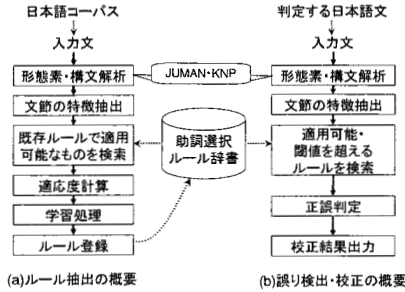 日本語コーパス
入力文
形態素・構文解析
文節の特徴抽出
既存ルールで適用
可能なものを検索
適応度計算
学習処理
ルール登録
(a)ルール抽出の概要
JUMAN・KNP
助詞選択
ルール辞書
判定する日本語文
入力文
形態素・構文解析
文節の特徴抽出
適用可能・
閾値を超える
ルールを検索
正誤判定
校正結果出力
(b)誤り検出・校正の概要